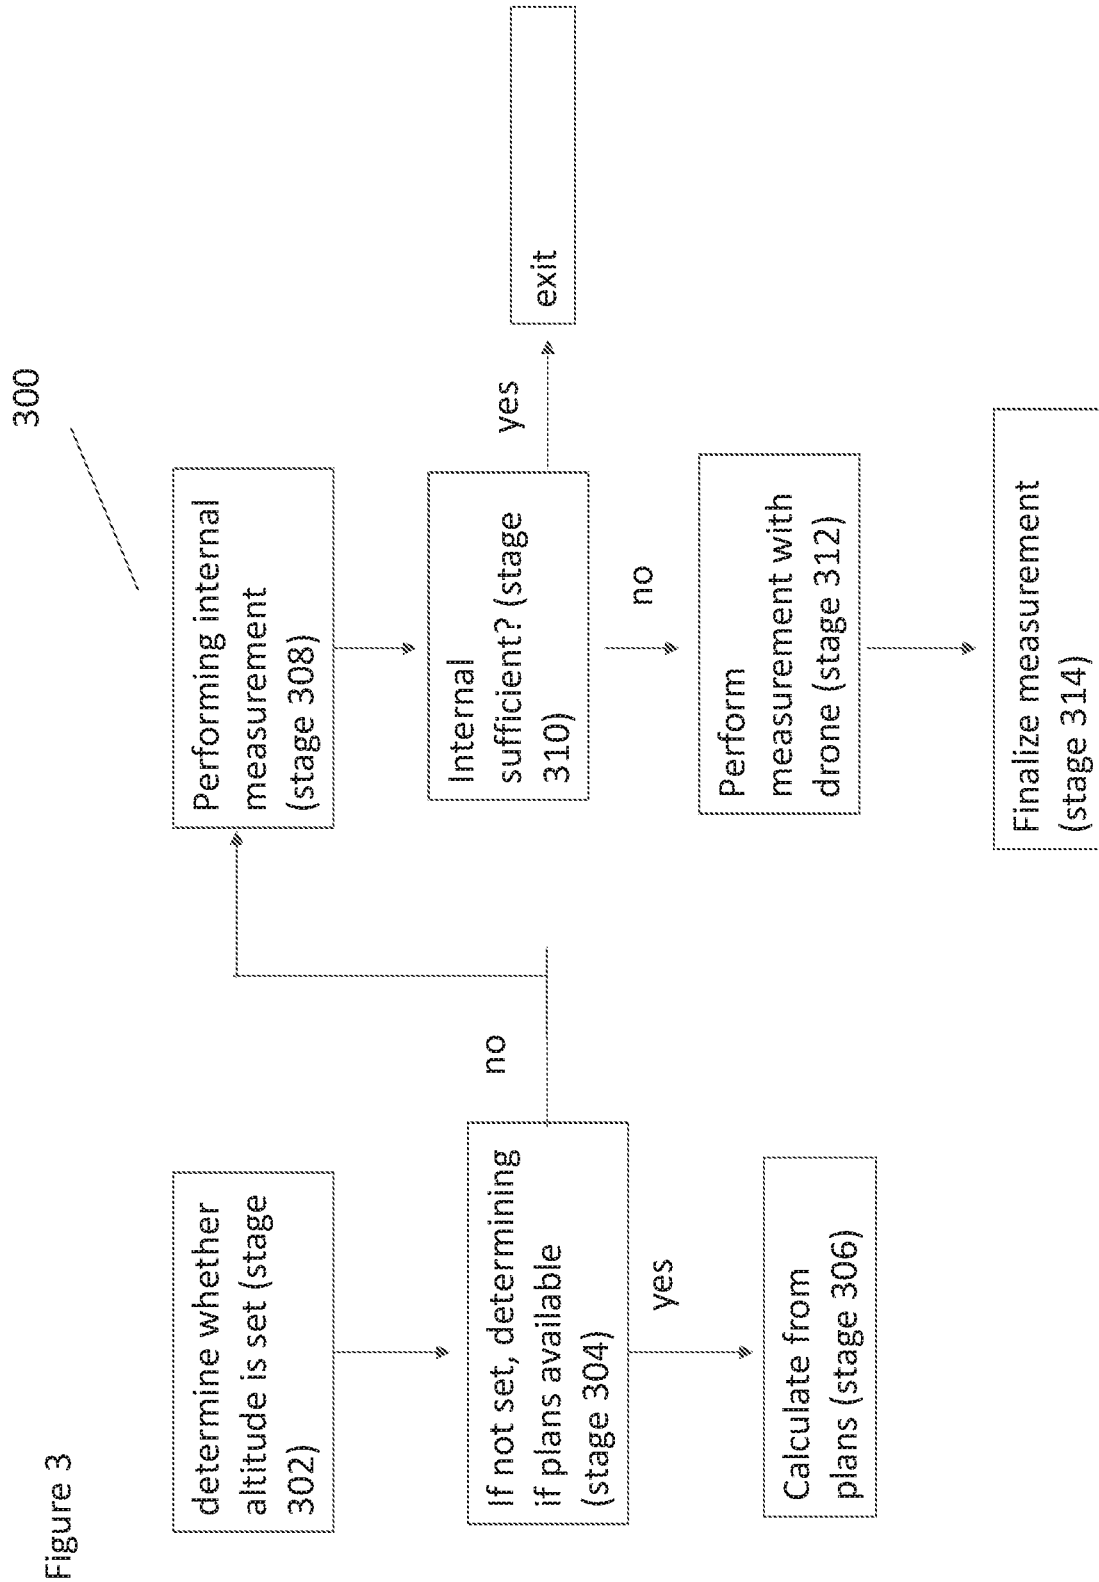 Figure 3
300
determine whether
altitude is set (stage
302)
If not set, determining
if plans available
(stage 304)
no
yes
Calculate from
plans (stage 306)
Performing internal
measurement
(stage 308)
Internal
sufficient? (stage
310)
yes
exit
no
Perform
measurement with
drone (stage 312)
Finalize measurement
(stage 314)